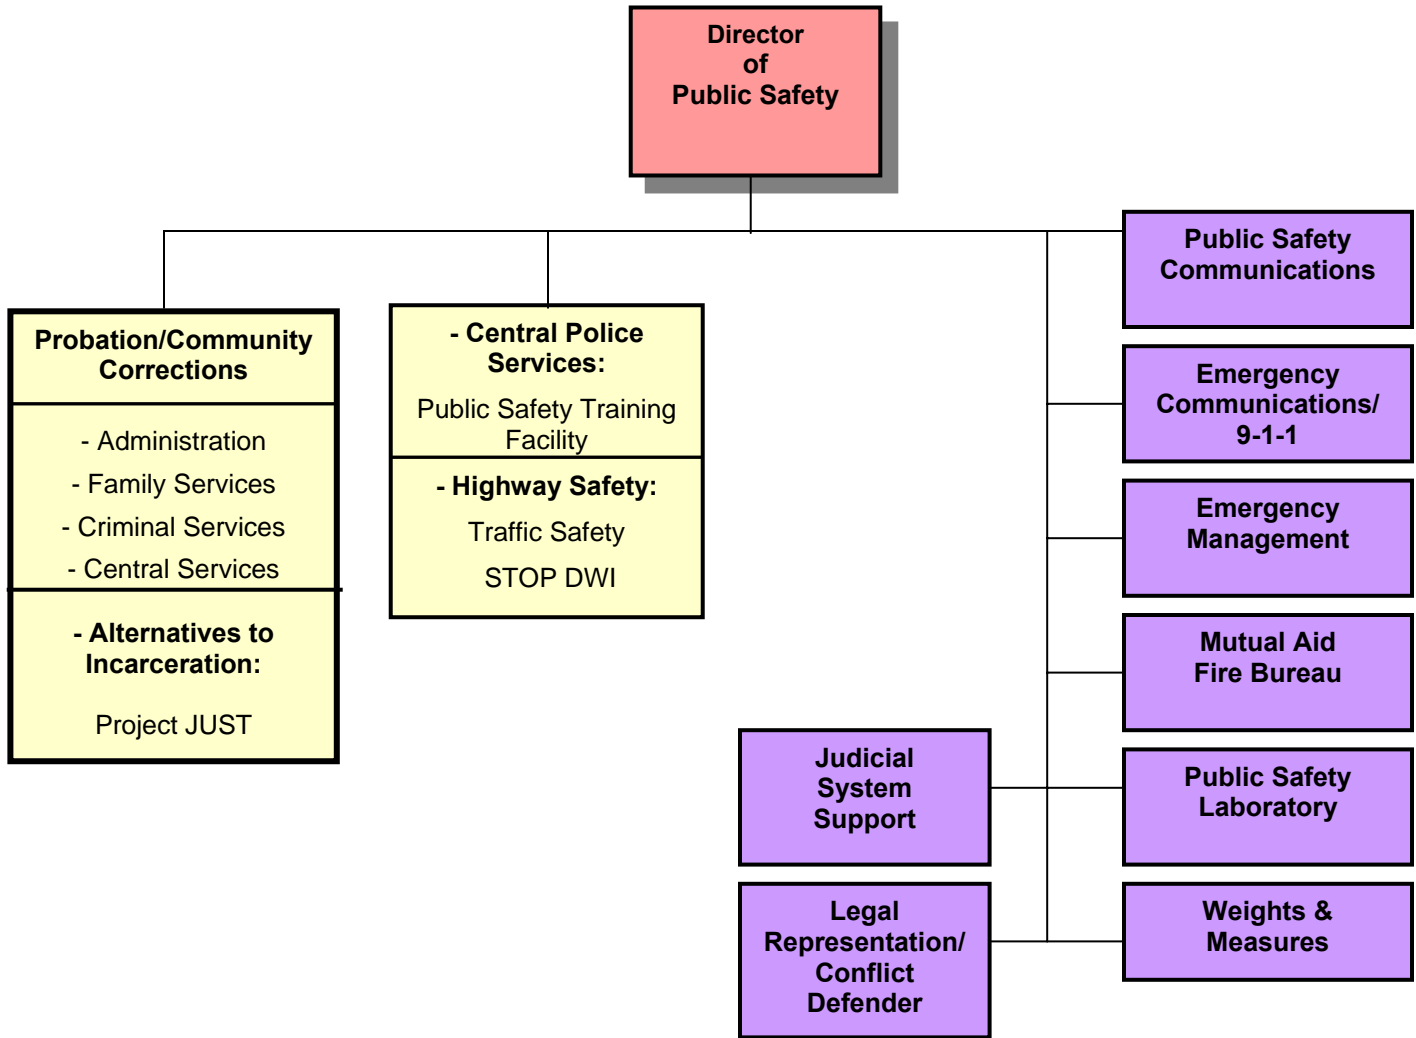 Director
of
Public Safety
Probation/Community
Corrections
- Administration
- Family Services
- Criminal Services
- Central Services
- Alternatives to
Incarceration:
Project JUST
- Central Police
Services:
Public Safety Training
Facility
- Highway Safety:
Traffic Safety
STOP DWI
Public Safety
Communications
Emergency
Communications/
9-1-1
Emergency
Management
Mutual Aid
Fire Bureau
Judicial
System
Support
Public Safety
Laboratory
Legal
Representation/
Conflict
Defender
Weights &
Measures